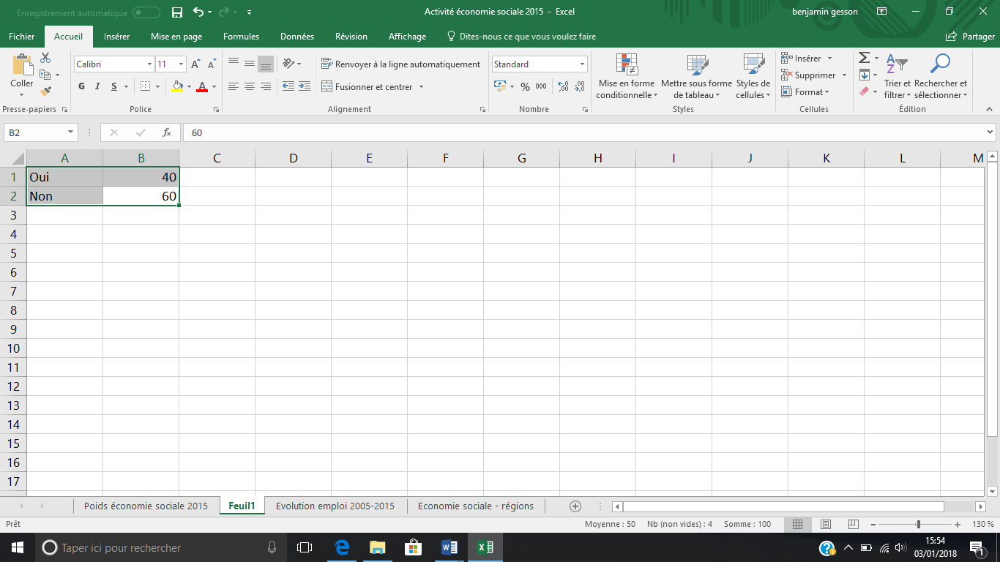 Enregistrement automatique
Activité économie sociale 2015 - Excel
benjamin gesson
Fichier Accueil Insérer Mise en page Formules Données Révision Affichage Dites-nous ce que vous voulez faire Partager
Coller
Presse-papiers
Calibri 11
G I S A
Police
Renvoyer à la ligne automatiquement
Fusionner et centrer
Alignement
Standard
% 000
Nombre
Mise en forme conditionnelle
Mettre sous forme de tableau
Styles de cellules
Styles
Insérer
Supprimer
Format
Cellules
Trier et filtrer
Rechercher et sélectionner
Édition
B2 fx 60
A B C D E F G H I J K L M
1 Oui 40
2 Non 60
3
4
5
6
7
8
9
10
11
12
13
14
15
16
17
Poids économie sociale 2015 Feuil1 Evolution emploi 2005-2015 Economie sociale - régions
Prêt Moyenne : 50 Nb (non vides) : 4 Somme : 100 130 %
Taper ici pour rechercher
15:54
03/01/2018
1